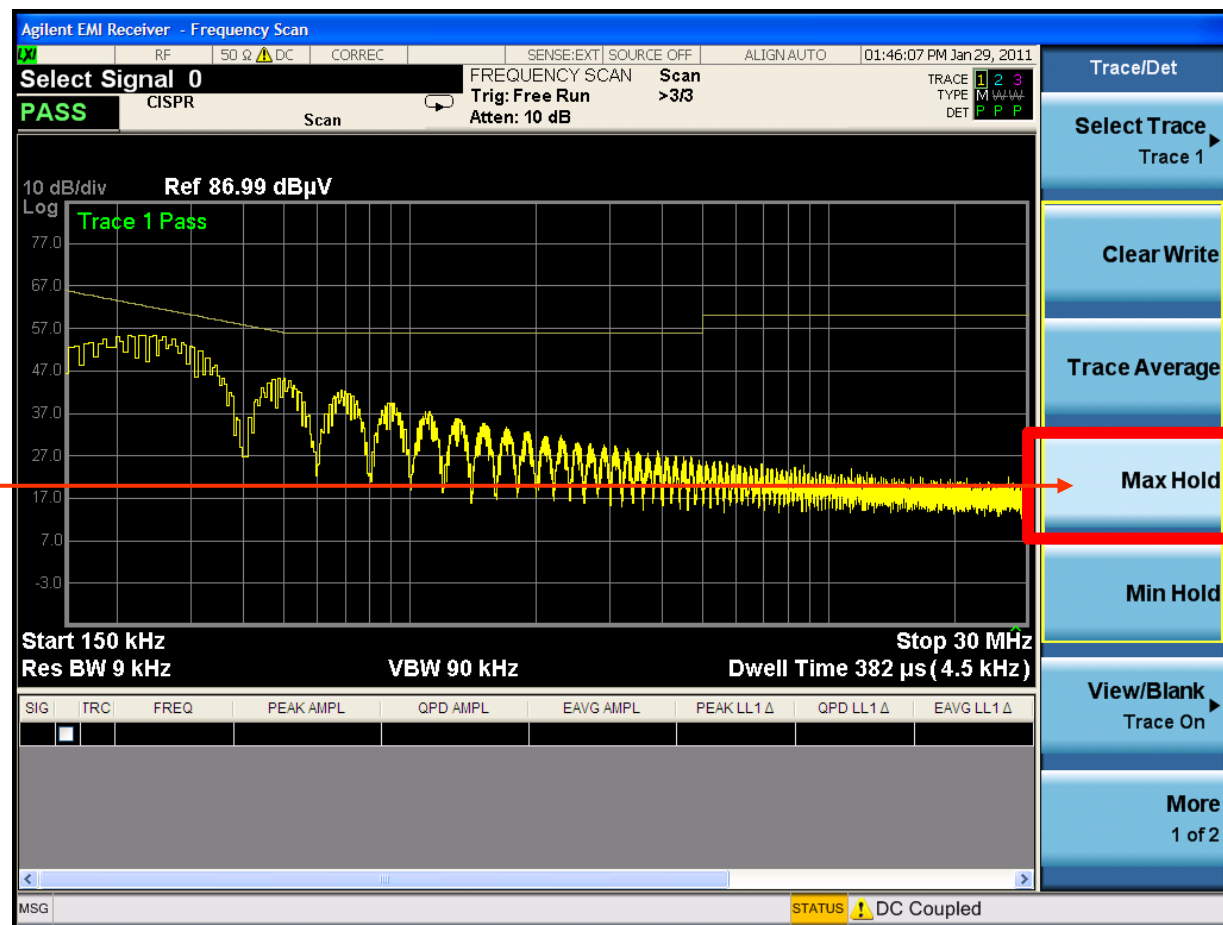 Agilent EMI Receiver - Frequency Scan
LXI RF 50 Ω DC CORREC SENSE:EXT SOURCE OFF ALIGN AUTO 01:46:07 PM Jan 29, 2011
Select Signal 0
FREQUENCY SCAN Scan
TRACE 1 2 3
PASS CISPR
Scan
Trig: Free Run >3/3
TYPE M W W
Atten: 10 dB
DET P P P
10 dB/div Ref 86.99 dBµV
Log
Trace 1 Pass
77.0
67.0
57.0
47.0
37.0
27.0
17.0
7.0
-3.0
Start 150 kHz Stop 30 MHz
Res BW 9 kHz VBW 90 kHz Dwell Time 382 µs (4.5 kHz)
SIG TRC FREQ PEAK AMPL QPD AMPL EAVG AMPL PEAK LL1 Δ QPD LL1 Δ EAVG LL1 Δ
MSG STATUS ! DC Coupled
Trace/Det
Select Trace
Trace 1
Clear Write
Trace Average
Max Hold
Min Hold
View/Blank
Trace On
More
1 of 2